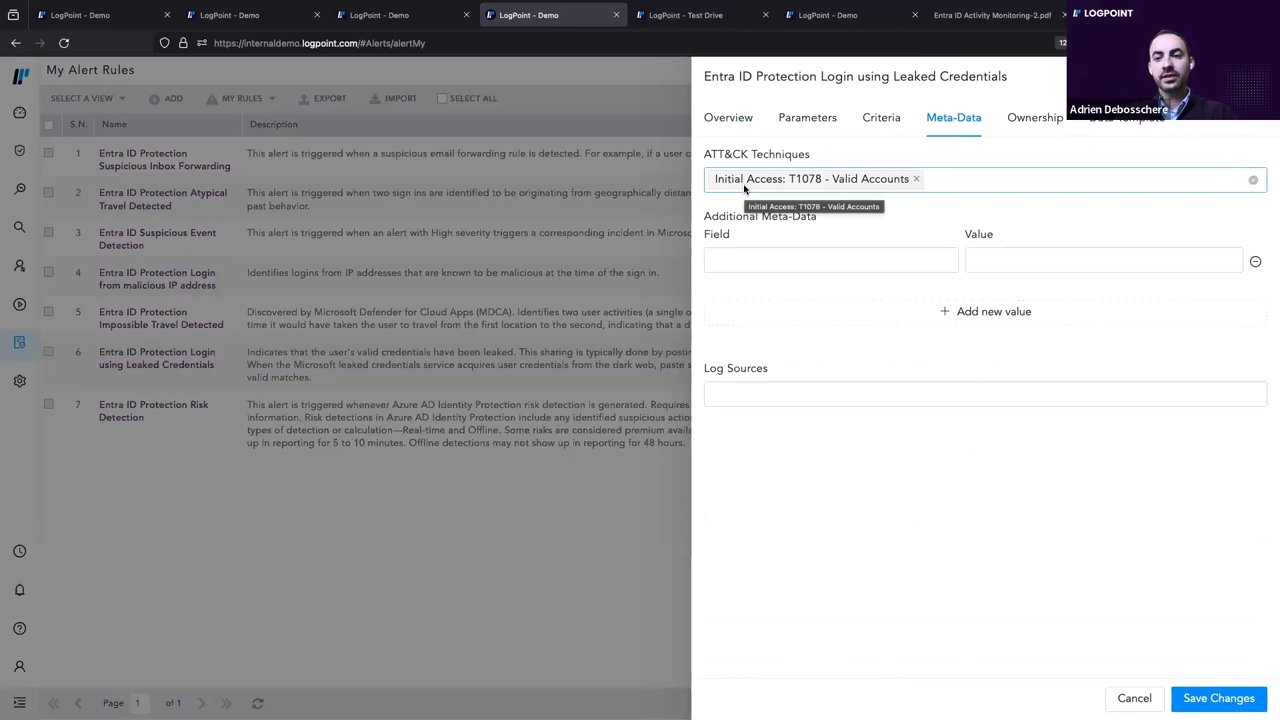 LogPoint - Demo
LogPoint - Demo
LogPoint - Demo
LogPoint - Demo
LogPoint - Test Drive
LogPoint - Demo
Entra ID Activity Monitoring-2.pdf
https://internaldemo.logpoint.com/#Alerts/alertMy
LOGPOINT
Adrien Debosschere
My Alert Rules
SELECT A VIEW
ADD
MY RULES
EXPORT
IMPORT
SELECT ALL
S.N.
Name
Description
1
Entra ID Protection
Suspicious Inbox Forwarding
This alert is triggered when a suspicious email forwarding rule is detected. For example, if a user c
2
Entra ID Protection Atypical
Travel Detected
This alert is triggered when two sign ins are identified to be originating from geographically distan
past behavior.
3
Entra ID Suspicious Event
Detection
This alert is triggered when an alert with High severity triggers a corresponding incident in Micros
4
Entra ID Protection Login
from malicious IP address
Identifies logins from IP addresses that are known to be malicious at the time of the sign in.
5
Entra ID Protection
Impossible Travel Detected
Discovered by Microsoft Defender for Cloud Apps (MDCA). Identifies two user activities (a single o
time it would have taken the user to travel from the first location to the second, indicating that a d
6
Entra ID Protection Login
using Leaked Credentials
Indicates that the user's valid credentials have been leaked. This sharing is typically done by postin
When the Microsoft leaked credentials service acquires user credentials from the dark web, paste s
valid matches.
7
Entra ID Protection Risk
Detection
This alert is triggered whenever Azure AD Identity Protection risk detection is generated. Requires
information. Risk detections in Azure AD Identity Protection include any identified suspicious action
types of detection or calculation—Real-time and Offline. Some risks are considered premium availa
up in reporting for 5 to 10 minutes. Offline detections may not show up in reporting for 48 hours.
Page 1 of 1
Entra ID Protection Login using Leaked Credentials
Overview
Parameters
Criteria
Meta-Data
Ownership
Data Template
ATT&CK Techniques
Initial Access: T1078 - Valid Accounts
Initial Access: T1078 - Valid Accounts
Additional Meta-Data
Field
Value
Add new value
Log Sources
Cancel
Save Changes